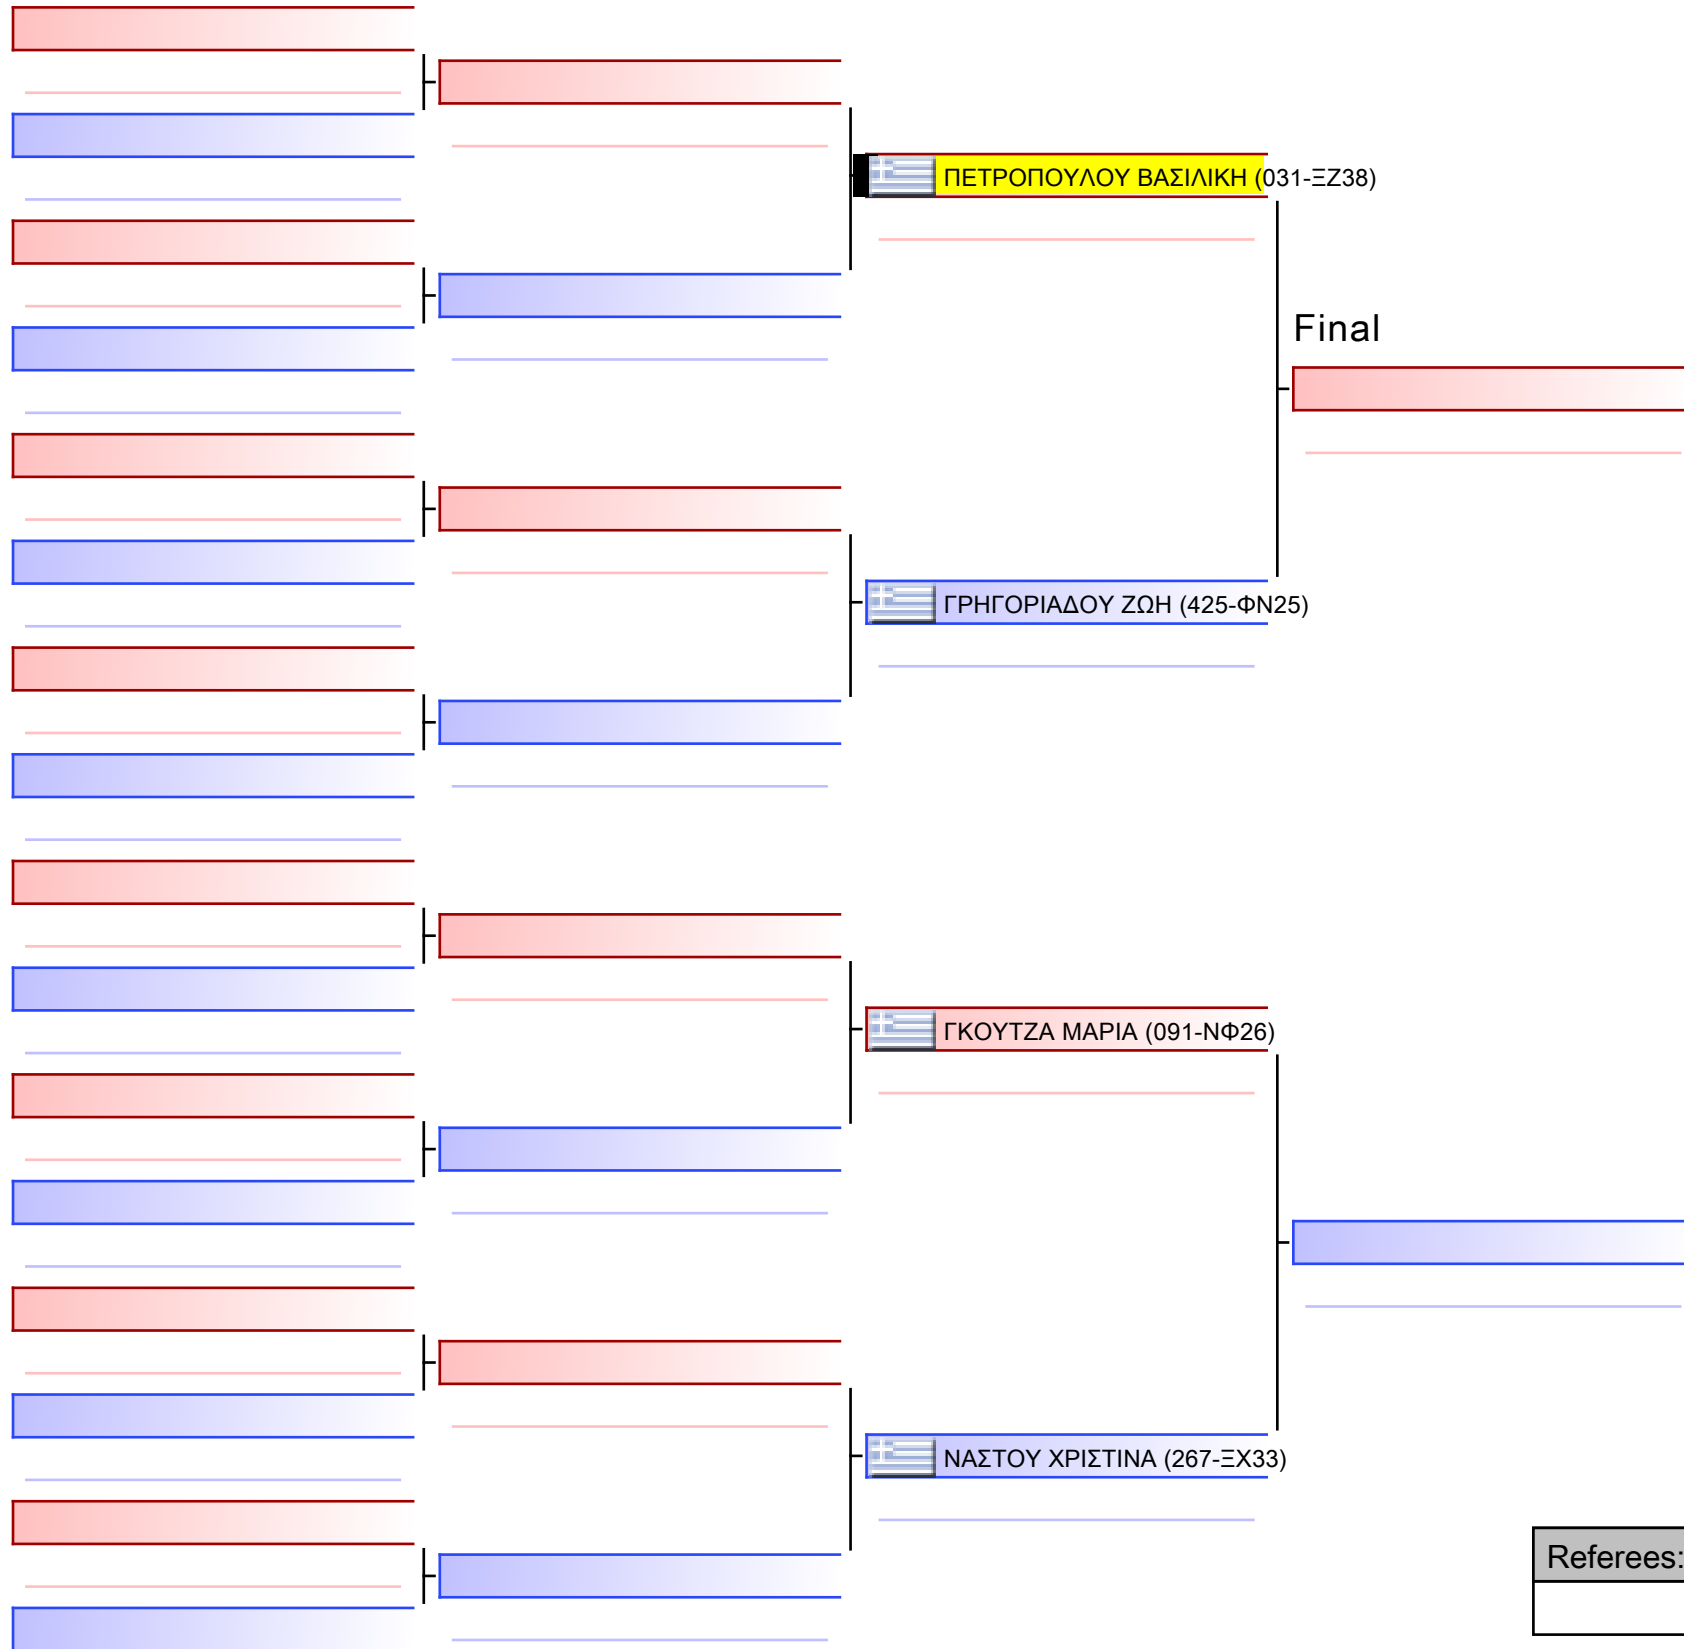 ΠΕΤΡΟΠΟΥΛΟΥ ΒΑΣΙΛΙΚΗ (031-ΞΖ38)
Final
ΓΡΗΓΟΡΙΑΔΟΥ ΖΩΗ (425-ΦΝ25)
ΓΚΟΥΤΖΑ ΜΑΡΙΑ (091-ΝΦ26)
ΝΑΣΤΟΥ ΧΡΙΣΤΙΝΑ (267-ΞΧ33)
Referees: